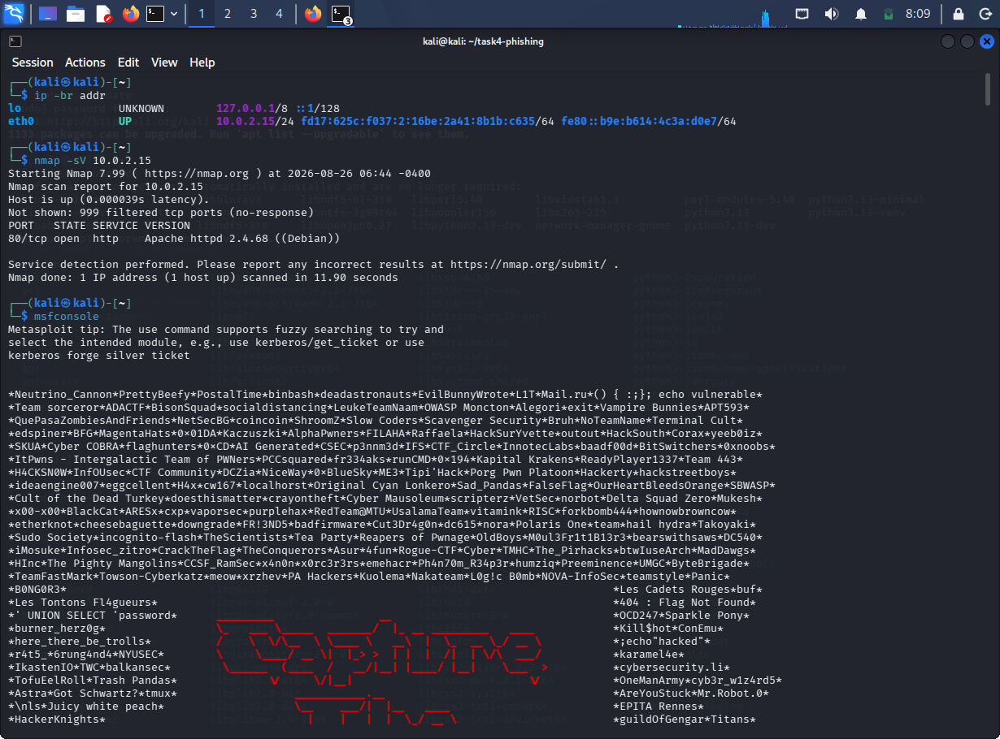 1 2 3 4 3 8:09
kali@kali: ~/task4-phishing
Session Actions Edit View Help
┌──(kali㉿kali)-[~]
└─$ ip -br addr
lo UNKNOWN 127.0.0.1/8 ::1/128
eth0 UP 10.0.2.15/24 fd17:625c:f037:2:16be:2a41:8b1b:c635/64 fe80::b9e:b614:4c3a:d0e7/64
1113 packages can be upgraded. Run 'apt list --upgradable' to see them.
┌──(kali㉿kali)-[~]
└─$ nmap -sV 10.0.2.15
Starting Nmap 7.99 ( https://nmap.org ) at 2026-08-26 06:44 -0400
Nmap scan report for 10.0.2.15
Host is up (0.000039s latency).
Not shown: 999 filtered tcp ports (no-response)
PORT STATE SERVICE VERSION
80/tcp open http Apache httpd 2.4.68 ((Debian))
Service detection performed. Please report any incorrect results at https://nmap.org/submit/ .
Nmap done: 1 IP address (1 host up) scanned in 11.90 seconds
┌──(kali㉿kali)-[~]
└─$ msfconsole
Metasploit tip: The use command supports fuzzy searching to try and
select the intended module, e.g., use kerberos/get_ticket or use
kerberos forge silver ticket
*Neutrino_Cannon*PrettyBeefy*PostalTime*binbash*deadastronauts*EvilBunnyWrote*L1T*Mail.ru*() { :;}; echo vulnerable*
*Team sorceror*ADACTF*BisonSquad*socialdistancing*LeukeTeamNaam*OWASP Moncton*Alegori*exit*Vampire Bunnies*APT593*
*QuePasaZombiesAndFriends*NetSecBG*coincoin*ShroomZ*Slow Coders*Scavenger Security*Bruh*NoTeamName*Terminal Cult*
*edspiner*BFG*MagentaHats*0×01DA*Kaczuszki*AlphaPwners*FILAHA*Raffaela*HackSurYvette*outout*HackSouth*Corax*yeeb0iz*
*SKUA*Cyber COBRA*flaghunters*0×CD*AI Generated*CSEC*p3nnm3d*IFS*CTF_Circle*InnotecLabs*baadf00d*BitSwitchers*0xnoobs*
*ItPwns - Intergalactic Team of PWNers*PCCsquared*fr334aks*runCMD*0×194*Kapital Krakens*ReadyPlayer1337*Team 443*
*H4CKSN0W*InfOUsec*CTF Community*DCZia*NiceWay*0×BlueSky*ME3*Tipi'Hack*Porg Pwn Platoon*Hackerty*hackstreetboys*
*ideaengine007*eggcellent*H4x*cw167*localhorst*Original Cyan Lonkero*Sad_Pandas*FalseFlag*OurHeartBleedsOrange*SBWASP*
*Cult of the Dead Turkey*doesthismatter*crayontheft*Cyber Mausoleum*scripterz*VetSec*norbot*Delta Squad Zero*Mukesh*
*x00-x00*BlackCat*ARESx*cxp*vaporsec*purplehax*RedTeam@MTU*UsalamaTeam*vitamink*RISC*forkbomb444*hownowbrowncow*
*etherknot*cheesebaguette*downgrade*FR!3ND5*badfirmware*Cut3Dr4g0n*dc615*nora*Polaris One*team*hail hydra*Takoyaki*
*Sudo Society*incognito-flash*TheScientists*Tea Party*Reapers of Pwnage*OldBoys*M0ul3Fr1t1B13r3*bearswithsaws*DC540*
*iMosuke*Infosec_zitro*CrackTheFlag*TheConquerors*Asur*4fun*Rogue-CTF*Cyber*TMHC*The_Pirhacks*btwIuseArch*MadDawgs*
*HInc*The Pighty Mangolins*CCSF_RamSec*x4n0n*x0rc3r3rs*emehacr*Ph4n70m_R34p3r*humziq*Preeminence*UMGC*ByteBrigade*
*TeamFastMark*Towson-Cyberkatz*meow*xrzhev*PA Hackers*Kuolema*Nakateam*L0g!c B0mb*NOVA-InfoSec*teamstyle*Panic*
*B0NG0R3* *Les Cadets Rouges*buf*
*Les Tontons Fl4gueurs* *404 : Flag Not Found*
*' UNION SELECT 'password* *OCD247*Sparkle Pony*
*burner_herz0g* *Kill$hot*ConEmu*
*here_there_be_trolls* *;echo"hacked"*
*r4t5_*6rung4nd4*NYUSEC* *karamel4e*
*IkastenIO*TWC*balkansec* *cybersecurity.li*
*TofuEelRoll*Trash Pandas* *OneManArmy*cyb3r_w1z4rd5*
*Astra*Got Schwartz?*tmux* *AreYouStuck*Mr.Robot.0*
*\nls*Juicy white peach* *EPITA Rennes*
*HackerKnights* *guildOfGengar*Titans*